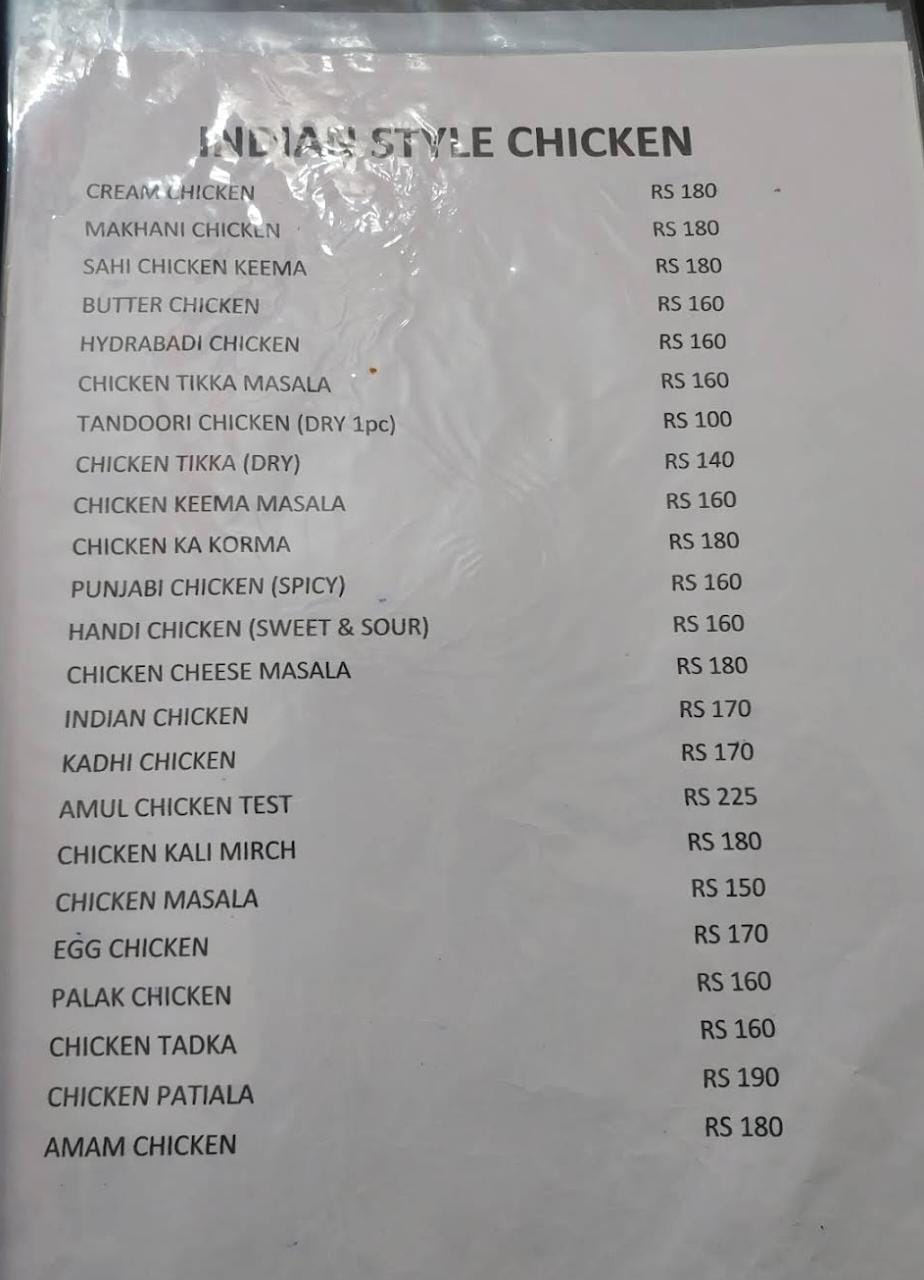 INDIAN STYLE CHICKEN
CREAM CHICKEN RS 180
MAKHANI CHICKEN RS 180
SAHI CHICKEN KEEMA RS 180
BUTTER CHICKEN RS 160
HYDRABADI CHICKEN RS 160
CHICKEN TIKKA MASALA RS 160
TANDOORI CHICKEN (DRY 1pc) RS 100
CHICKEN TIKKA (DRY) RS 140
CHICKEN KEEMA MASALA RS 160
CHICKEN KA KORMA RS 180
PUNJABI CHICKEN (SPICY) RS 160
HANDI CHICKEN (SWEET & SOUR) RS 160
CHICKEN CHEESE MASALA RS 180
INDIAN CHICKEN RS 170
KADHI CHICKEN RS 170
AMUL CHICKEN TEST RS 225
CHICKEN KALI MIRCH RS 180
CHICKEN MASALA RS 150
EGG CHICKEN RS 170
PALAK CHICKEN RS 160
CHICKEN TADKA RS 160
CHICKEN PATIALA RS 190
AMAM CHICKEN RS 180